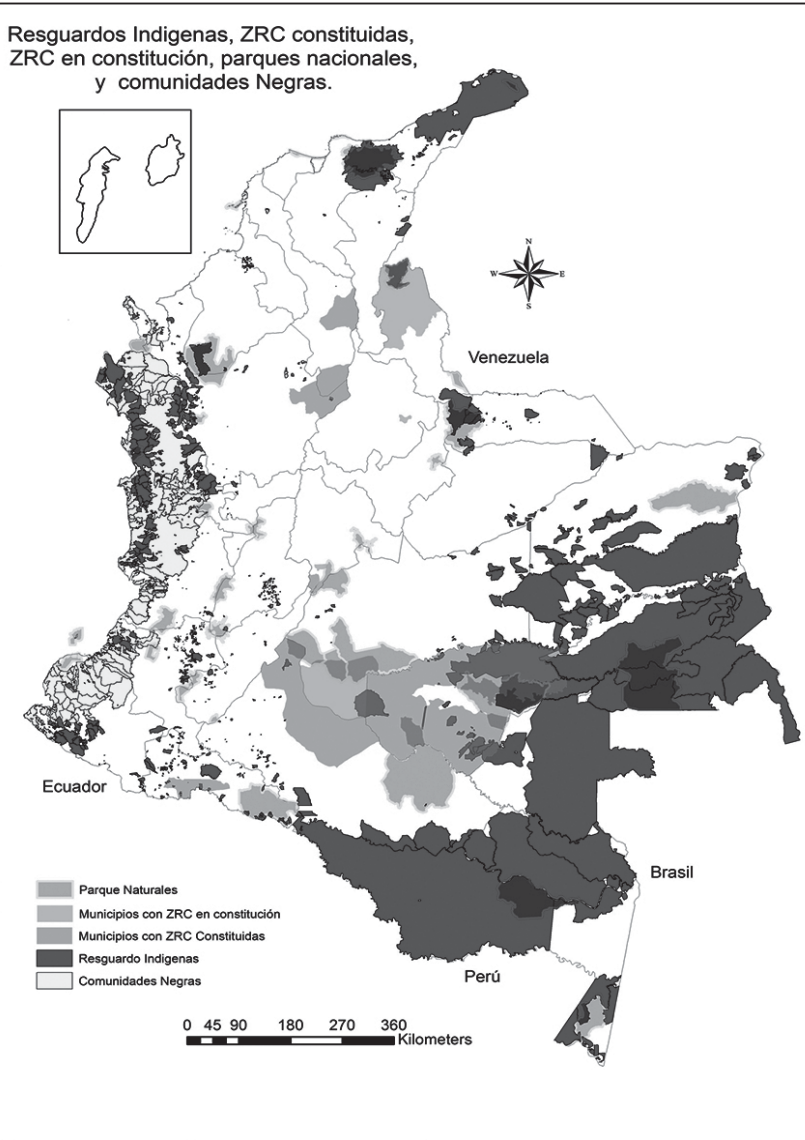 Resguardos Indigenas, ZRC constituidas,
ZRC en constitución, parques nacionales,
y comunidades Negras.
N
W E
S
Venezuela
Ecuador
Brasil
Perú
Parque Naturales
Municipios con ZRC en constitución
Municipios con ZRC Constituidas
Resguardo Indigenas
Comunidades Negras
0 45 90 180 270 360
Kilometers